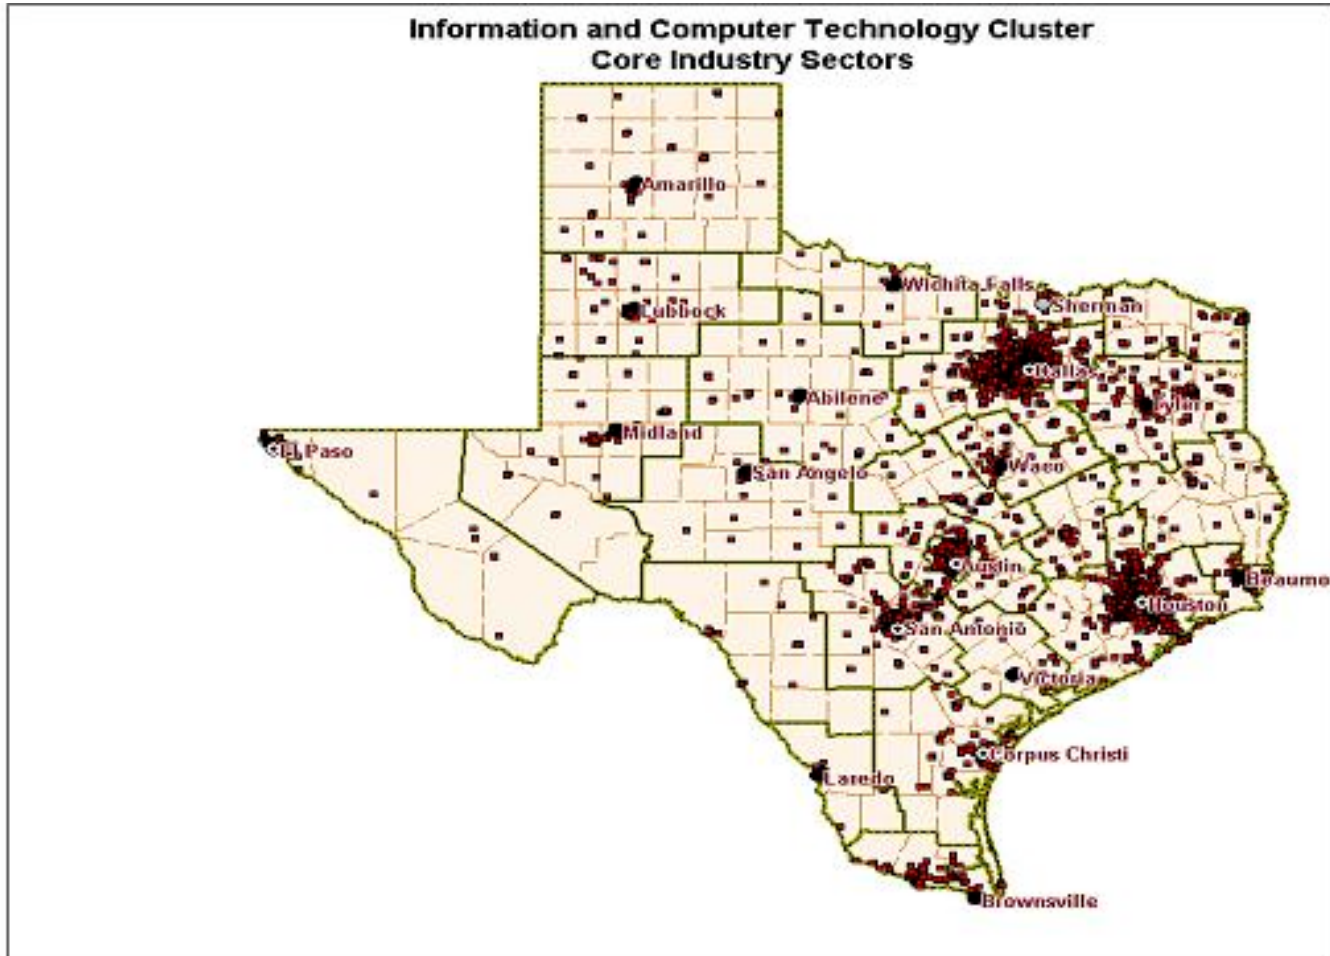 Information and Computer Technology Cluster
Core Industry Sectors
Amarillo
Wichita Falls
Sherman
Lubbock
Dallas
Abilene
Tyler
Midland
El Paso
Waco
San Angelo
Austin
Beaumo
Houston
San Antonio
Victoria
Corpus Christi
Laredo
Brownsville